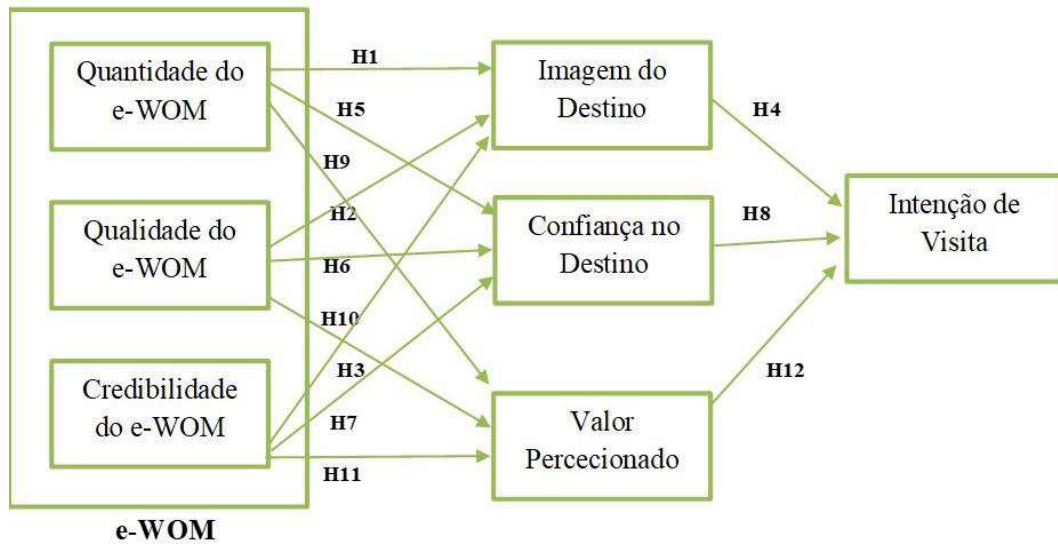 Quantidade do
e-WOM
Qualidade do
e-WOM
Credibilidade
do e-WOM
e-WOM
H1
H5
H9
H2
H6
H10
H3
H7
H11
Imagem do
Destino
Confiança no
Destino
Valor
Percecionado
H4
H8
H12
Intenção de
Visita